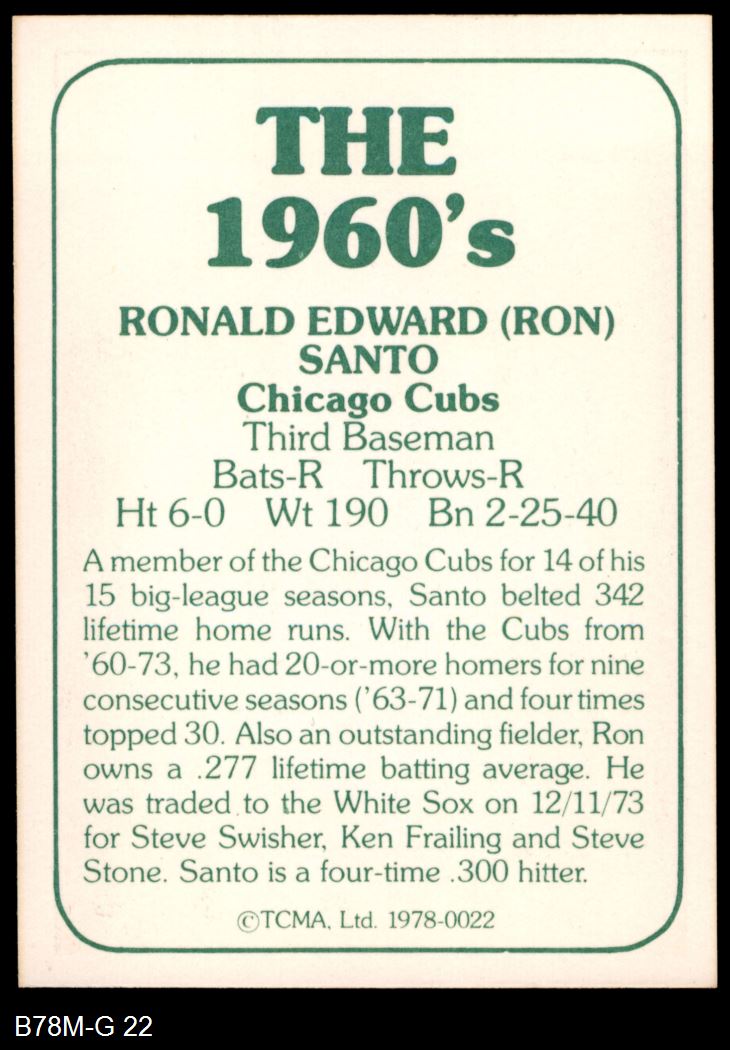 THE
1960's
RONALD EDWARD (RON)
SANTO
Chicago Cubs
Third Baseman
Bats-R Throws-R
Ht 6-0 Wt 190 Bn 2-25-40
A member of the Chicago Cubs for 14 of his
15 big-league seasons, Santo belted 342
lifetime home runs. With the Cubs from
'60-73, he had 20-or-more homers for nine
consecutive seasons ('63-71) and four times
topped 30. Also an outstanding fielder, Ron
owns a .277 lifetime batting average. He
was traded to the White Sox on 12/11/73
for Steve Swisher, Ken Frailing and Steve
Stone. Santo is a four-time .300 hitter.
©TCMA, Ltd. 1978-0022
B78M-G 22